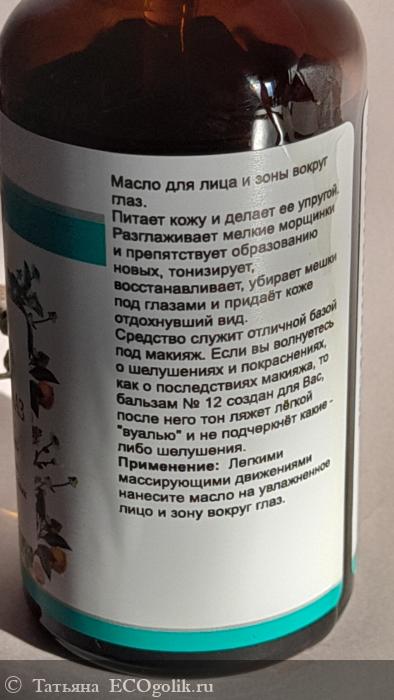 Масло для лица и зоны вокруг
глаз.
Питает кожу и делает ее упругой.
Разглаживает мелкие морщинки
и препятствует образованию
новых, тонизирует,
восстанавливает, убирает мешки
под глазами и придаёт коже
отдохнувший вид.
Средство служит отличной базой
под макияж. Если вы волнуетесь
о шелушениях и покраснениях,
как о последствиях макияжа, то
бальзам № 12 создан для Вас,
после него тон ляжет лёгкой
"вуалью" и не подчеркнёт какие -
либо шелушения.
Применение: Легкими
массирующими движениями
нанесите масло на увлажненное
лицо и зону вокруг глаз.
АЗ
© Татьяна ECOgolik.ru